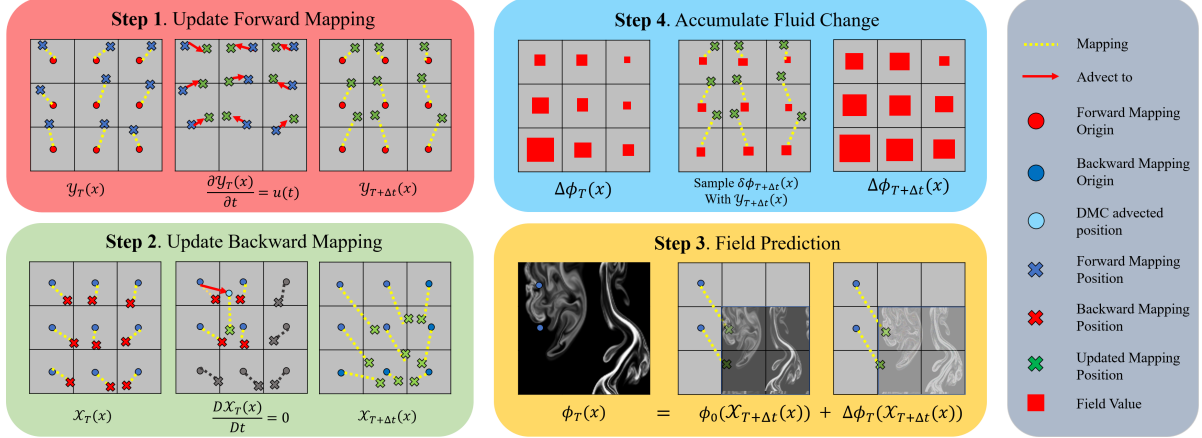 Step 1. Update Forward Mapping
𝒴_T(x)
∂𝒴_T(x)/∂t = u(t)
𝒴_{T+Δt}(x)
Step 4. Accumulate Fluid Change
Δϕ_T(x)
Sample δϕ_{T+Δt}(x)
With 𝒴_{T+Δt}(x)
Δϕ_{T+Δt}(x)
Step 2. Update Backward Mapping
𝒳_T(x)
D𝒳_T(x)/Dt = 0
𝒳_{T+Δt}(x)
Step 3. Field Prediction
ϕ_T(x) = ϕ_0(𝒳_{T+Δt}(x)) + Δϕ_T(𝒳_{T+Δt}(x))
Mapping
Advect to
Forward Mapping
Origin
Backward Mapping
Origin
DMC advected
position
Forward Mapping
Position
Backward Mapping
Position
Updated Mapping
Position
Field Value